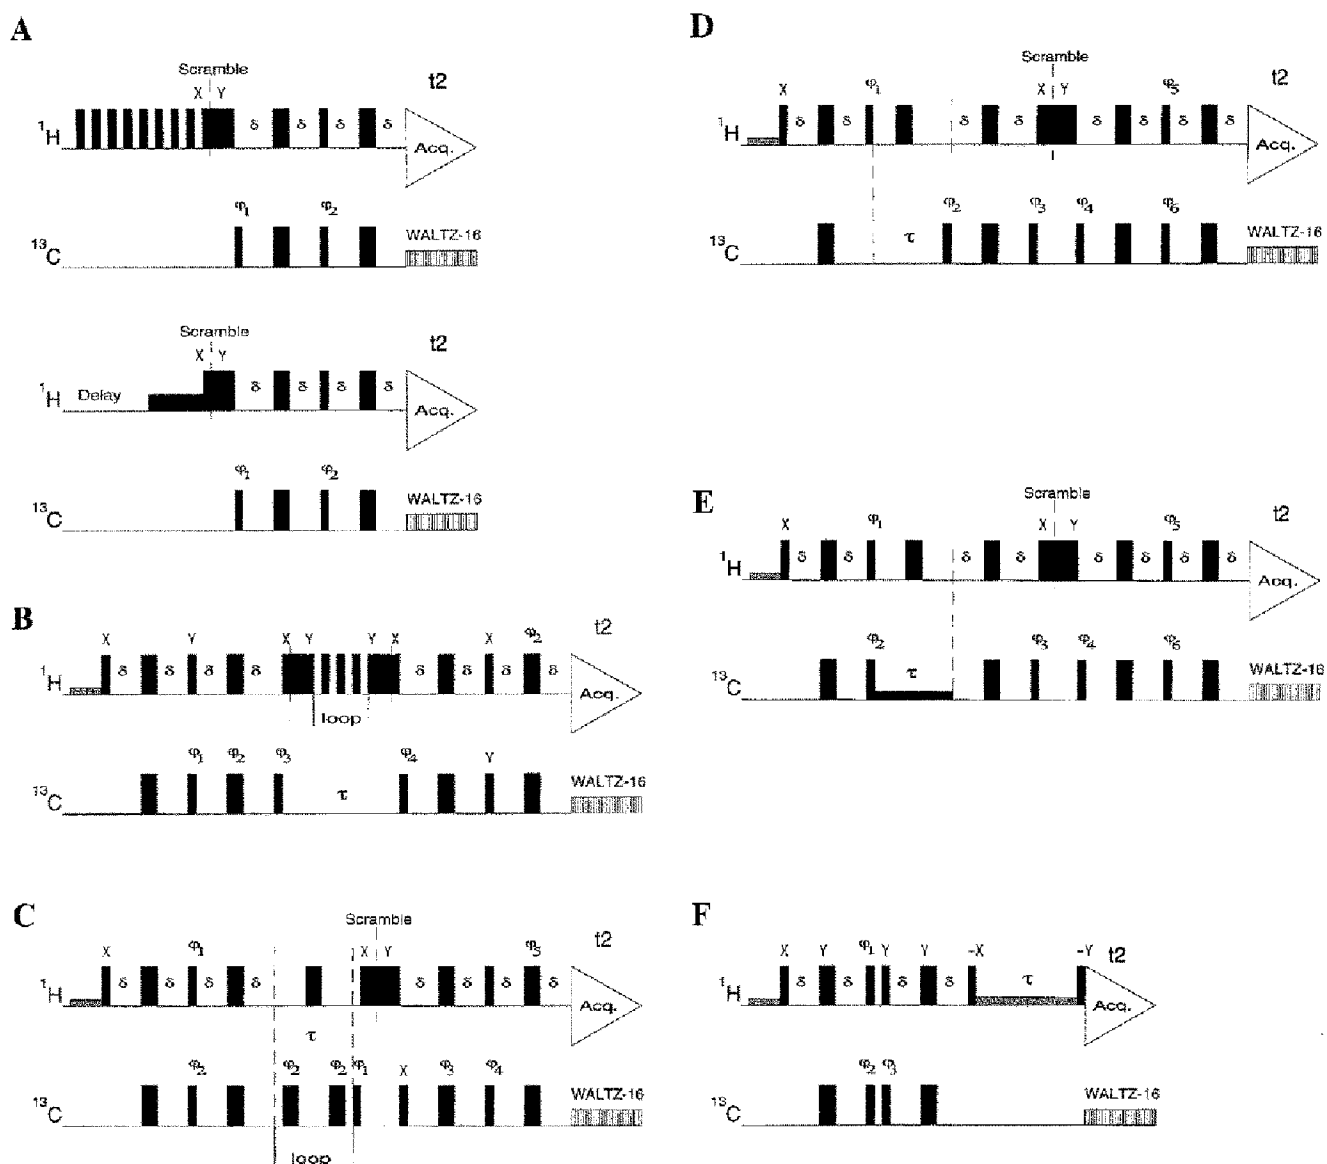 A
Scramble
X Y
t2
¹H
δ δ δ δ
Acq.
φ₁ φ₂
WALTZ-16
¹³C
Scramble
X Y
t2
¹H
Delay
δ δ δ δ
Acq.
φ₁ φ₂
WALTZ-16
¹³C
B
X Y X Y Y X X φ₂
t2
¹H
δ δ δ δ δ δ δ δ
Acq.
loop
φ₁ φ₂ φ₃ τ φ₄ Y
WALTZ-16
¹³C
C
Scramble
X φ₁ X Y φ₅
t2
¹H
δ δ δ δ δ δ δ δ
Acq.
τ
φ₂ φ₂ φ₂ φ₁ X φ₃ φ₄
WALTZ-16
¹³C
loop
D
Scramble
X φ₁ X Y φ₅
t2
¹H
δ δ δ δ δ δ δ δ
Acq.
τ φ₂ φ₃ φ₄ φ₆
WALTZ-16
¹³C
E
Scramble
X φ₁ X Y φ₅
t2
¹H
δ δ δ δ δ δ δ δ
Acq.
φ₂ τ φ₃ φ₄ φ₆
WALTZ-16
¹³C
F
X Y φ₁ Y Y -X -Y
t2
¹H
δ δ δ δ τ
Acq.
φ₂ φ₃
WALTZ-16
¹³C